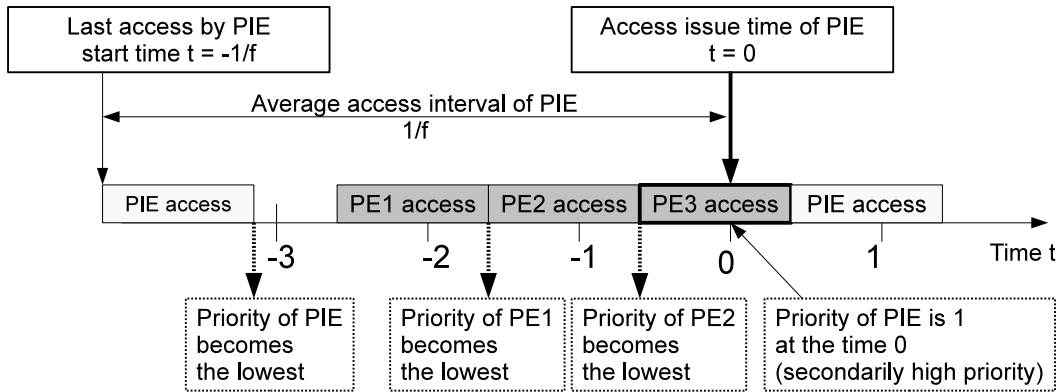 Last access by PIE
start time t = -1/f
Access issue time of PIE
t = 0
Average access interval of PIE
1/f
PIE access
PE1 access
PE2 access
PE3 access
PIE access
-3
-2
-1
0
1
Time t
Priority of PIE
becomes
the lowest
Priority of PE1
becomes
the lowest
Priority of PE2
becomes
the lowest
Priority of PIE is 1
at the time 0
(secondarily high priority)